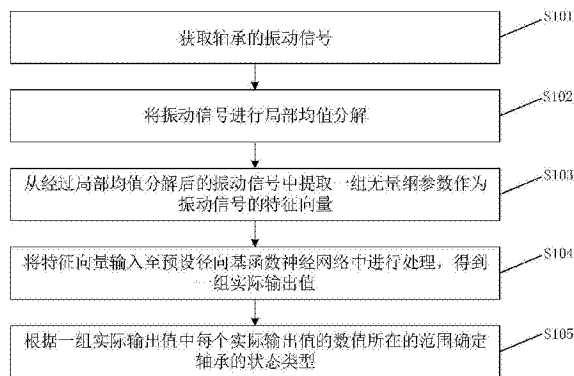 获取轴承的振动信号
S101
将振动信号进行局部均值分解
S102
从经过局部均值分解后的振动信号中提取一组无量纲参数作为
振动信号的特征向量
S103
将特征向量输入至预设径向基函数神经网络中进行处理，得到
一组实际输出值
S104
根据一组实际输出值中每个实际输出值的数值所在的范围确定
轴承的状态类型
S105